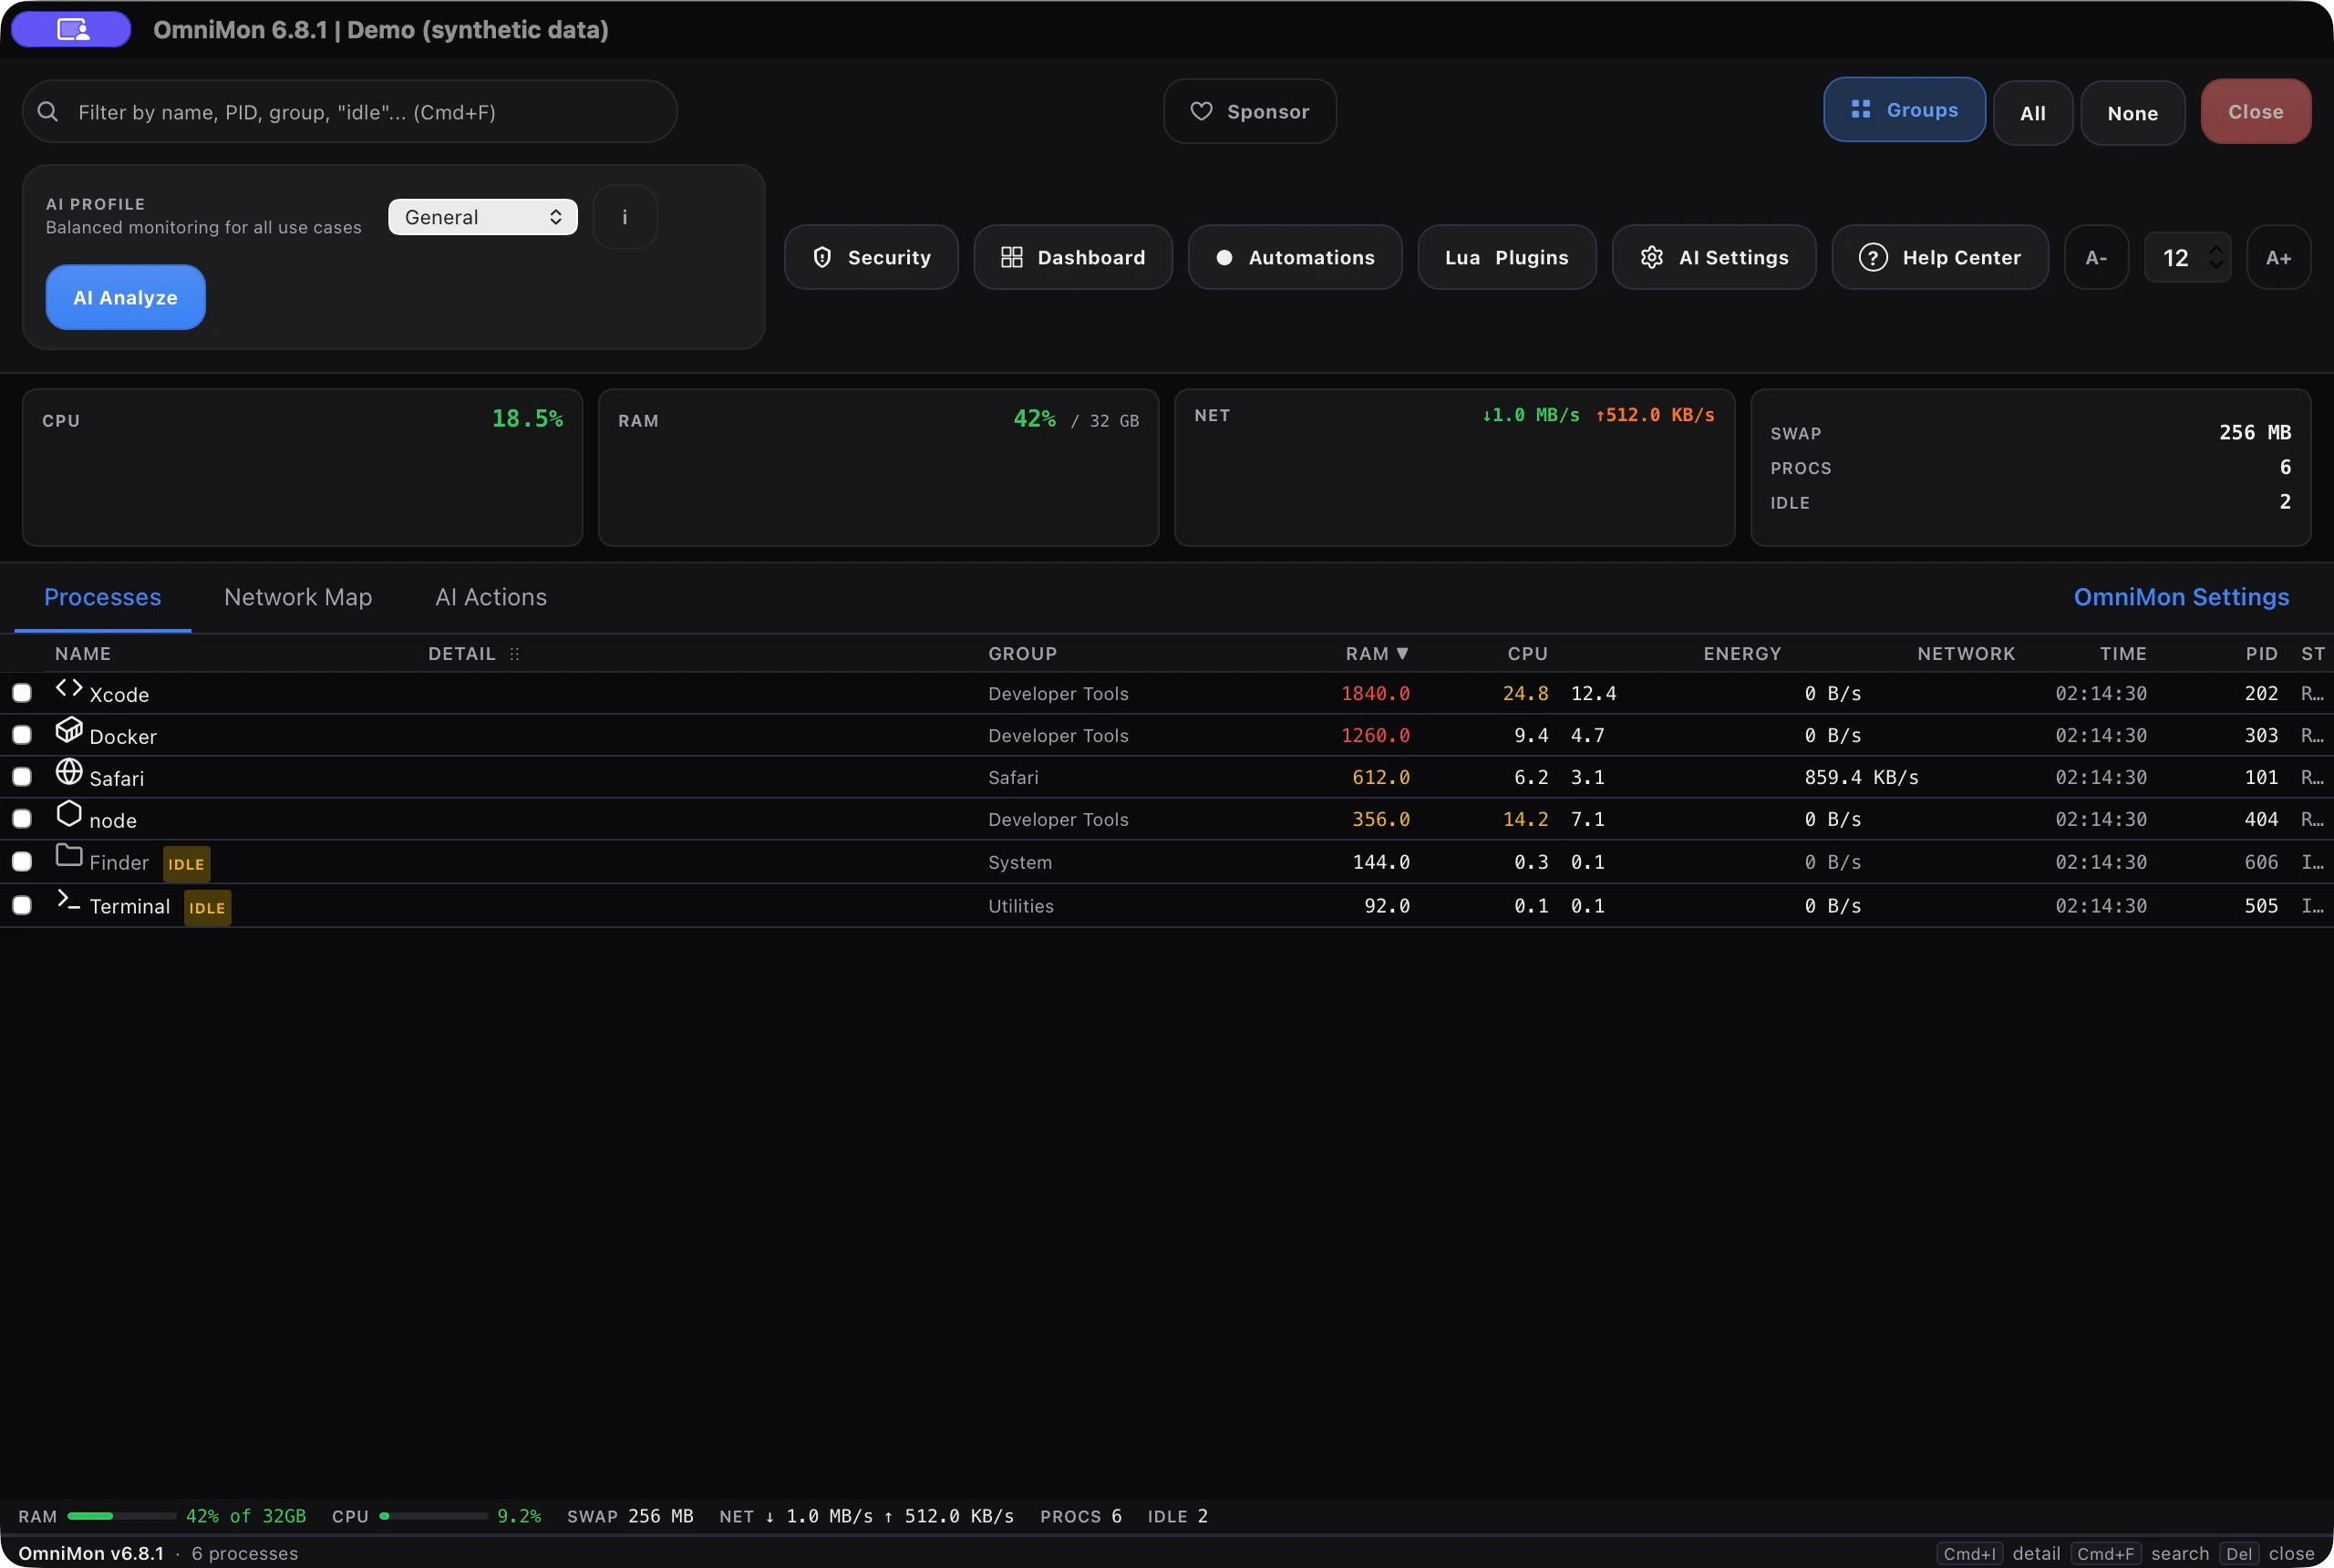 OmniMon 6.8.1 | Demo (synthetic data)
Filter by name, PID, group, "idle"... (Cmd+F)
Sponsor
Groups
All
None
Close
AI PROFILE
Balanced monitoring for all use cases
General
i
AI Analyze
Security
Dashboard
Automations
Lua Plugins
AI Settings
? Help Center
A-
12
A+
CPU 18.5%
RAM 42% / 32 GB
NET ↓1.0 MB/s ↑512.0 KB/s
SWAP 256 MB
PROCS 6
IDLE 2
Processes Network Map AI Actions OmniMon Settings
NAME DETAIL GROUP RAM ▼ CPU ENERGY NETWORK TIME PID ST
Xcode Developer Tools 1840.0 24.8 12.4 0 B/s 02:14:30 202 R…
Docker Developer Tools 1260.0 9.4 4.7 0 B/s 02:14:30 303 R…
Safari Safari 612.0 6.2 3.1 859.4 KB/s 02:14:30 101 R…
node Developer Tools 356.0 14.2 7.1 0 B/s 02:14:30 404 R…
Finder IDLE System 144.0 0.3 0.1 0 B/s 02:14:30 606 I…
Terminal IDLE Utilities 92.0 0.1 0.1 0 B/s 02:14:30 505 I…
RAM 42% of 32GB CPU 9.2% SWAP 256 MB NET ↓ 1.0 MB/s ↑ 512.0 KB/s PROCS 6 IDLE 2
OmniMon v6.8.1 · 6 processes Cmd+I detail Cmd+F search Del close